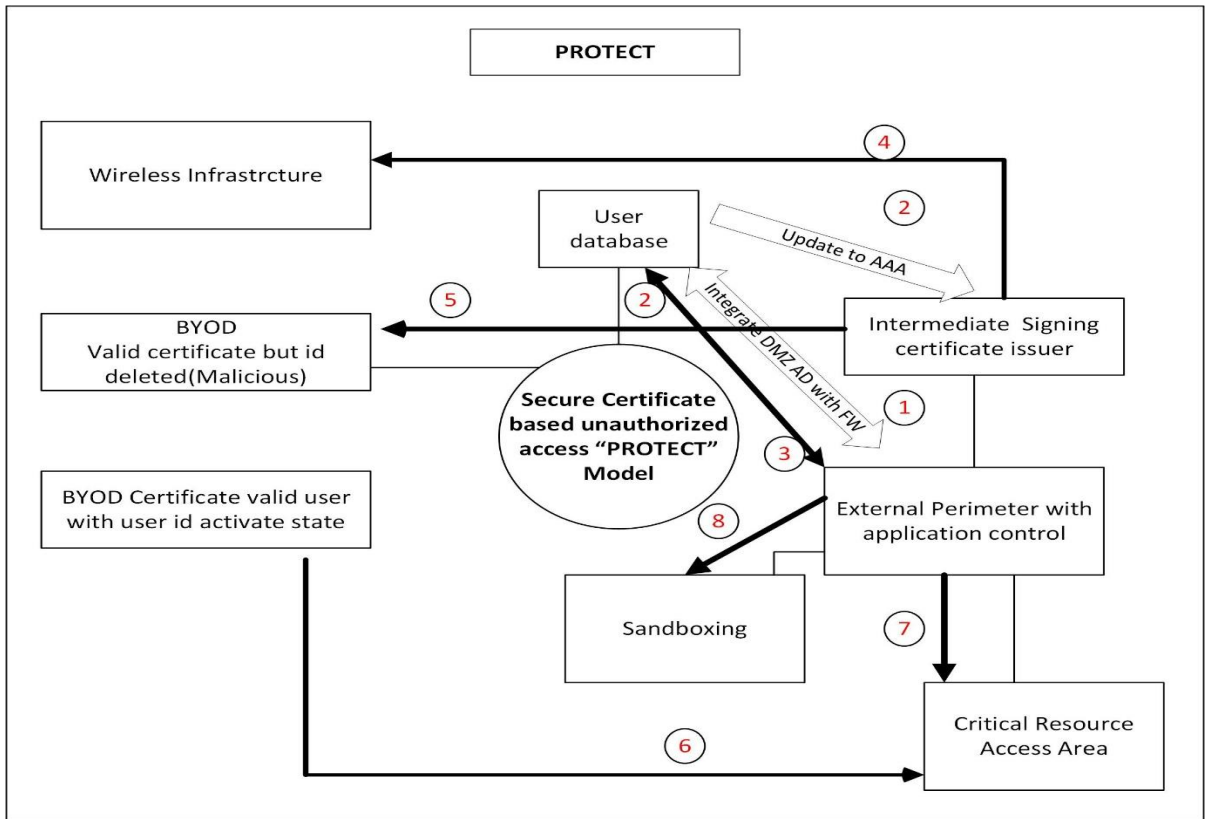 PROTECT
4
Wireless Infrastrcture
2
User
database
Update to AAA
5
2
Integrate DMZ AD with FW
BYOD
Valid certificate but id
deleted(Malicious)
Intermediate Signing
certificate issuer
1
Secure Certificate
based unauthorized
access “PROTECT”
Model
3
BYOD Certificate valid user
with user id activate state
External Perimeter with
application control
8
Sandboxing
7
Critical Resource
Access Area
6